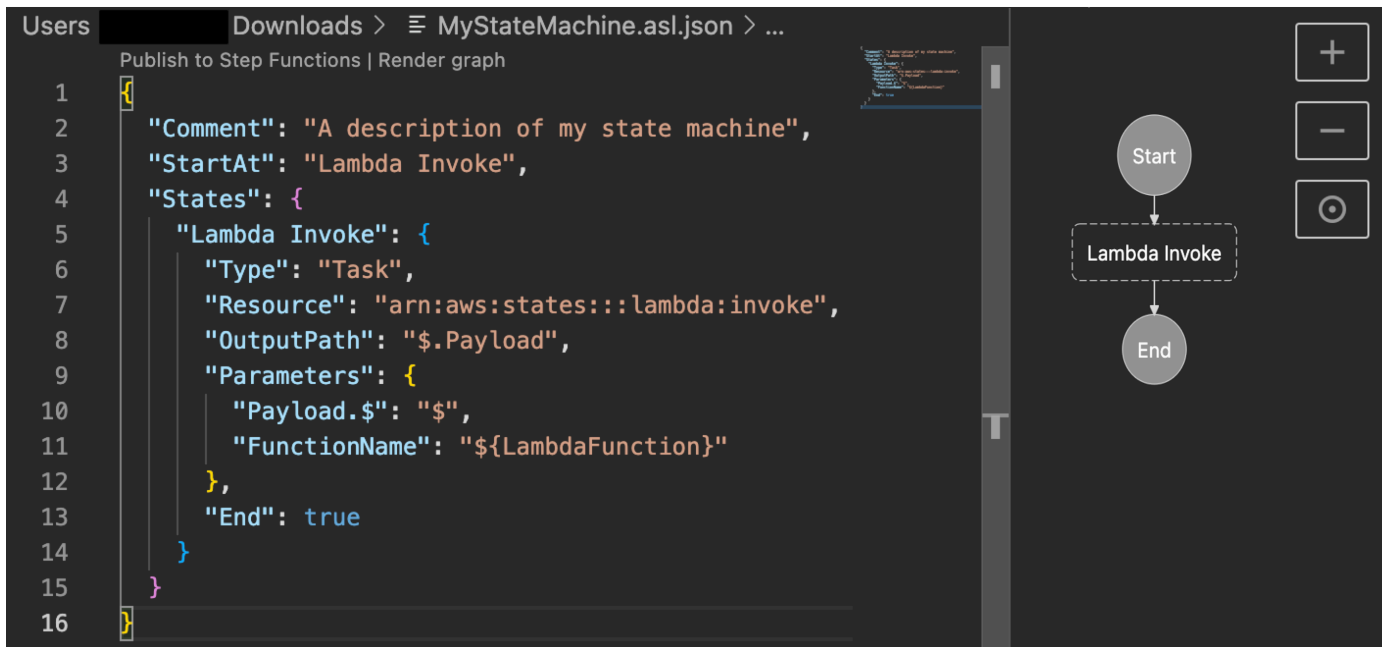 Users Downloads > MyStateMachine.asl.json > ...
Publish to Step Functions | Render graph
1 {
2 "Comment": "A description of my state machine",
3 "StartAt": "Lambda Invoke",
4 "States": {
5 "Lambda Invoke": {
6 "Type": "Task",
7 "Resource": "arn:aws:states:::lambda:invoke",
8 "OutputPath": "$.Payload",
9 "Parameters": {
10 "Payload.$": "$",
11 "FunctionName": "${LambdaFunction}"
12 },
13 "End": true
14 }
15 }
16 }
Start
Lambda Invoke
End